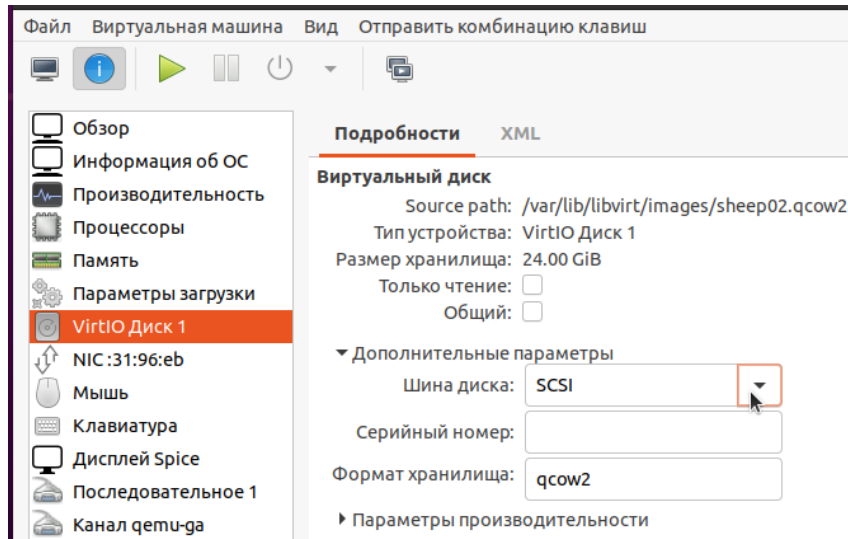 Файл Виртуальная машина Вид Отправить комбинацию клавиш
Обзор
Информация об ОС
Производительность
Процессоры
Память
Параметры загрузки
VirtIO Диск 1
NIC :31:96:eb
Мышь
Клавиатура
Дисплей Spice
Последовательное 1
Канал qemu-ga
Подробности XML
Виртуальный диск
Source path: /var/lib/libvirt/images/sheep02.qcow2
Тип устройства: VirtIO Диск 1
Размер хранилища: 24.00 GiB
Только чтение:
Общий:
Дополнительные параметры
Шина диска: SCSI
Серийный номер:
Формат хранилища: qcow2
Параметры производительности